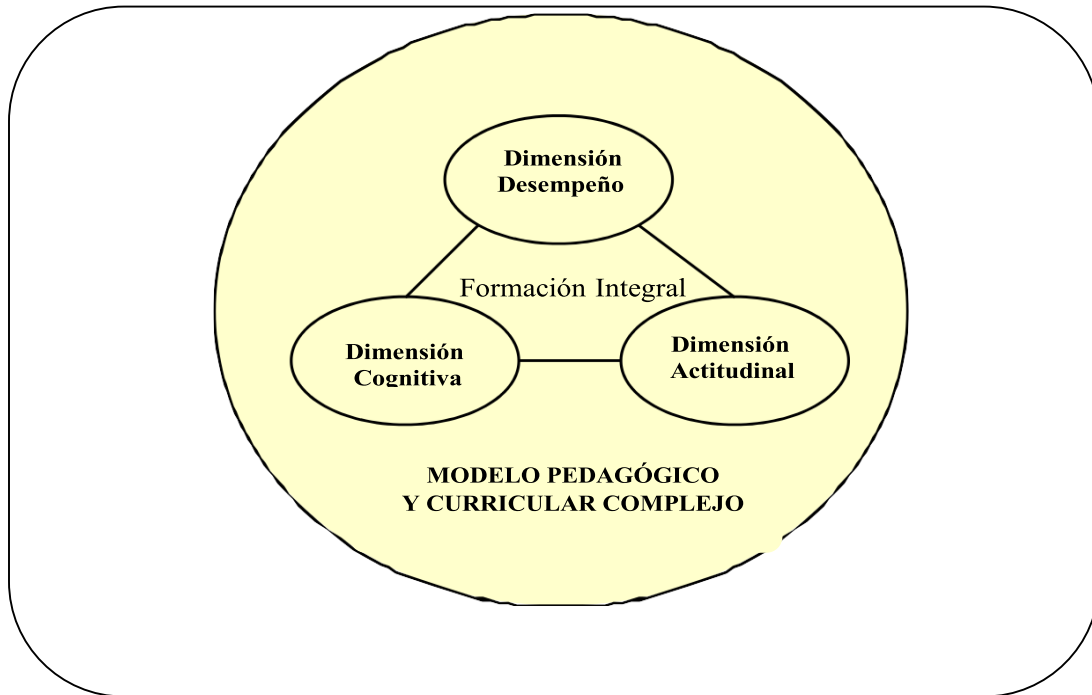 Dimensión
Desempeño
Formación Integral
Dimensión
Cognitiva
Dimensión
Actitudinal
MODELO PEDAGÓGICO
Y CURRICULAR COMPLEJO